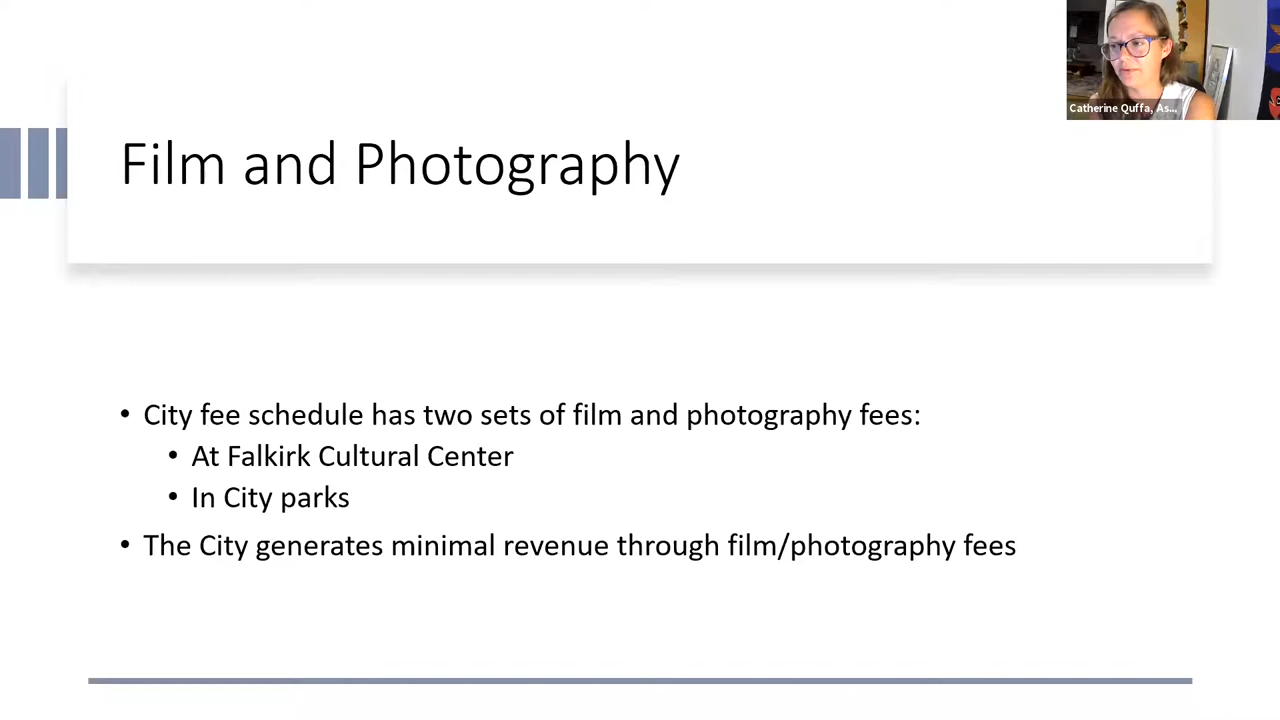 Catherine Quffa, As...
Film and Photography
• City fee schedule has two sets of film and photography fees:
• At Falkirk Cultural Center
• In City parks
• The City generates minimal revenue through film/photography fees